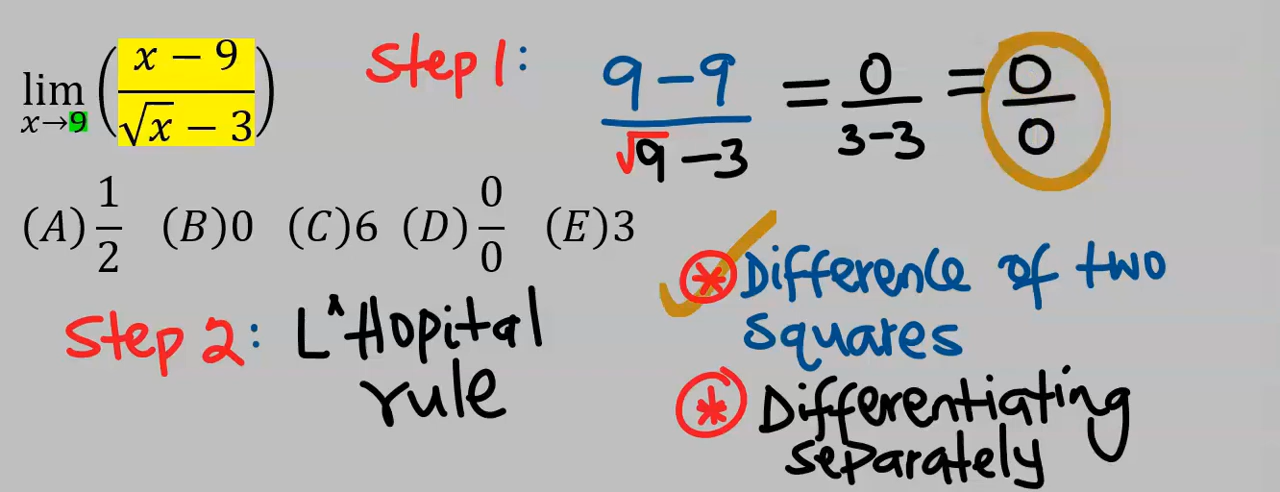 lim x→9 ( (x − 9) / (√x − 3) )
Step 1: (9 − 9) / (√9 − 3) = 0 / (3 − 3) = 0/0
(A) 1/2 (B) 0 (C) 6 (D) 0/0 (E) 3
* Difference of two
squares
Step 2: L^Hopital
rule
* Differentiating
separately